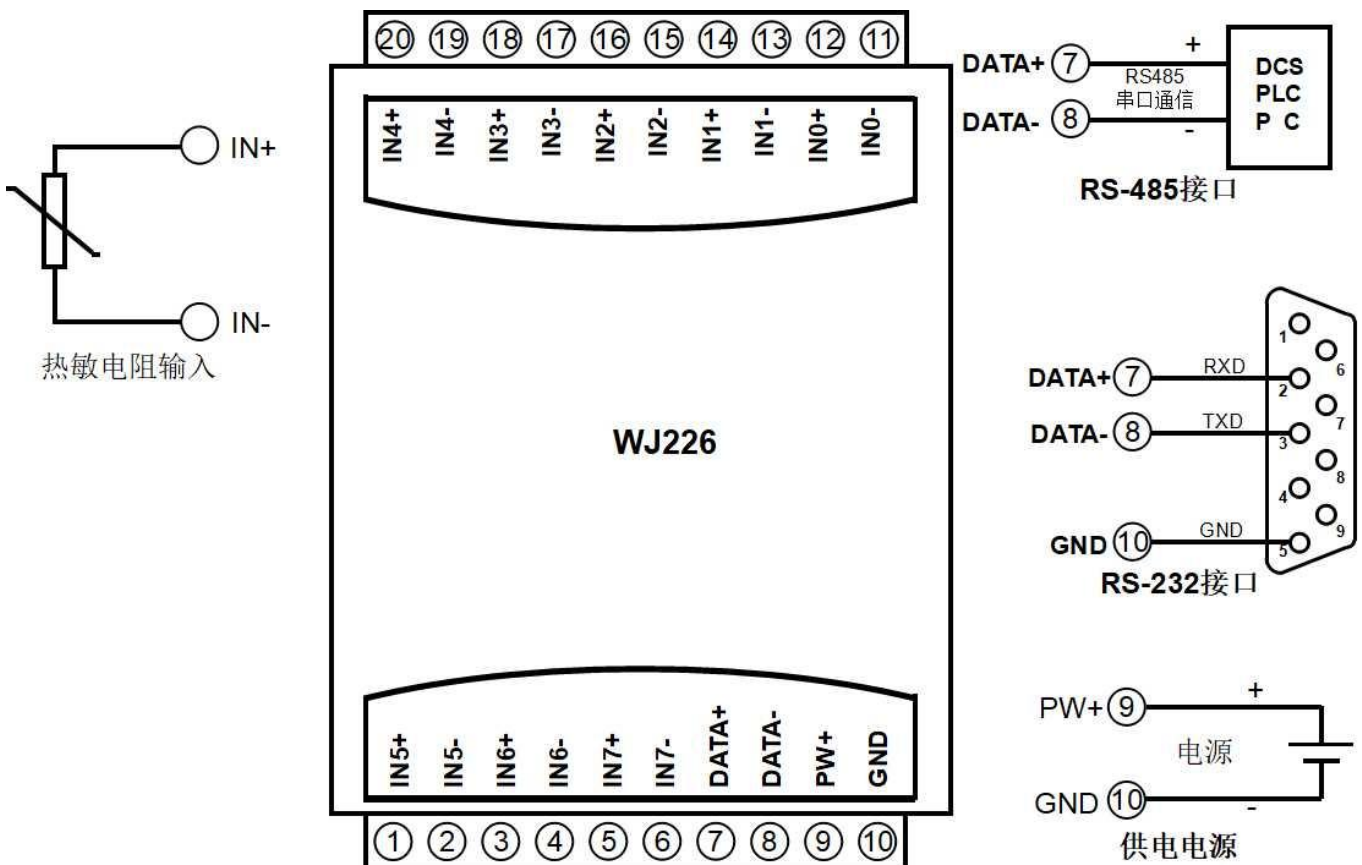 20 19 18 17 16 15 14 13 12 11
IN4+ IN4- IN3+ IN3- IN2+ IN2- IN1+ IN1- IN0+ IN0-
IN+
IN-
热敏电阻输入
WJ226
IN5+ IN5- IN6+ IN6- IN7+ IN7- DATA+ DATA- PW+ GND
1 2 3 4 5 6 7 8 9 10
DATA+ 7 +
RS485
串口通信
DATA- 8 -
DCS
PLC
P C
RS-485接口
1
6
DATA+ 7 RXD 2
7
DATA- 8 TXD 3
8
4
9
GND 10 GND 5
RS-232接口
PW+ 9 +
电源
GND 10 -
供电电源